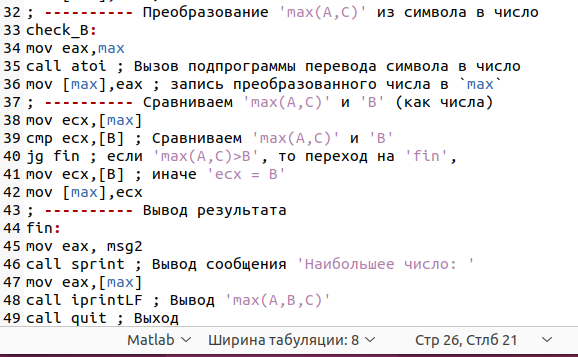 32 ; ---------- Преобразование 'max(A,C)' из символа в число
33 check_B:
34 mov eax,max
35 call atoi ; Вызов подпрограммы перевода символа в число
36 mov [max],eax ; запись преобразованного числа в `max`
37 ; ---------- Сравниваем 'max(A,C)' и 'B' (как числа)
38 mov ecx,[max]
39 cmp ecx,[B] ; Сравниваем 'max(A,C)' и 'B'
40 jg fin ; если 'max(A,C)>B', то переход на 'fin',
41 mov ecx,[B] ; иначе 'ecx = B'
42 mov [max],ecx
43 ; ---------- Вывод результата
44 fin:
45 mov eax, msg2
46 call sprint ; Вывод сообщения 'Наибольшее число: '
47 mov eax,[max]
48 call iprintLF ; Вывод 'max(A,B,C)'
49 call quit ; Выход
Matlab Ширина табуляции: 8 Стр 26, Стлб 21